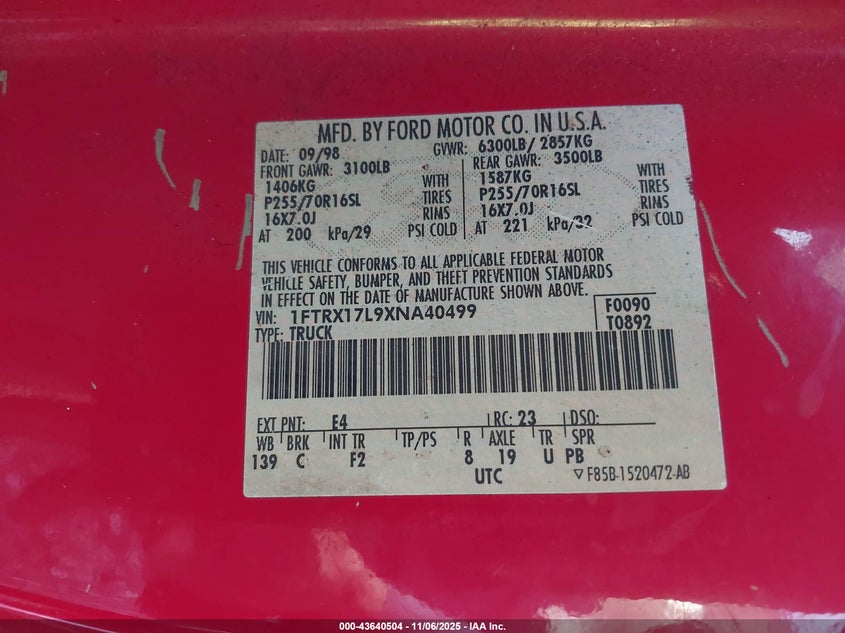 MFD. BY FORD MOTOR CO. IN U.S.A.
DATE: 09/98 GVWR: 6300LB/ 2857KG
FRONT GAWR: 3100LB REAR GAWR: 3500LB
1406KG WITH 1587KG WITH
P255/70R16SL TIRES P255/70R16SL TIRES
16X7.0J RIMS 16X7.0J RIMS
AT 200 kPa/29 PSI COLD AT 221 kPa/32 PSI COLD
THIS VEHICLE CONFORMS TO ALL APPLICABLE FEDERAL MOTOR
VEHICLE SAFETY, BUMPER, AND THEFT PREVENTION STANDARDS
IN EFFECT ON THE DATE OF MANUFACTURE SHOWN ABOVE.
VIN: 1FTRX17L9XNA40499 F0090
TYPE: TRUCK T0892
EXT PNT: E4 RC: 23 DSO:
WB BRK INT TR TP/PS R AXLE TR SPR
139 C F2 8 19 U PB
UTC ▽ F85B-1520472-AB
000-43640504 - 11/06/2025 - IAA Inc.